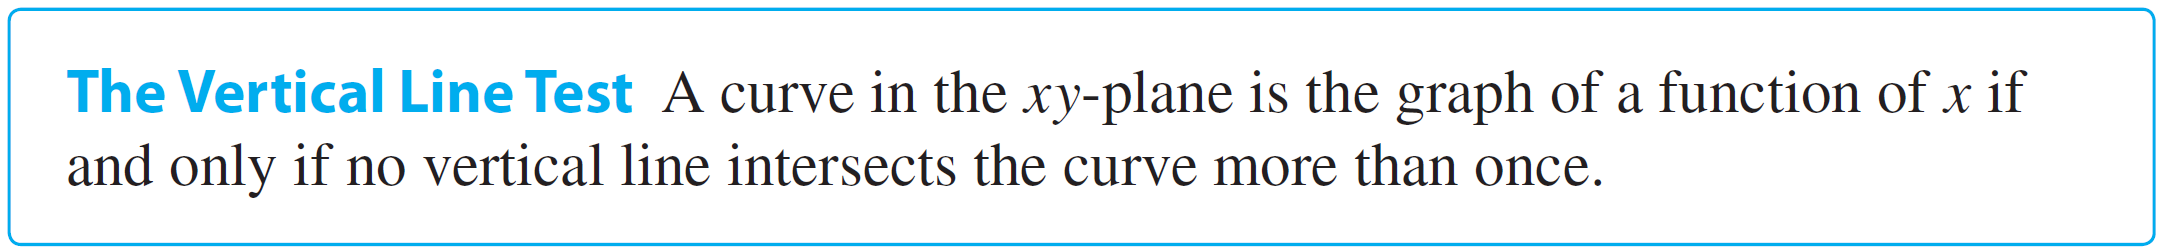 The Vertical Line Test A curve in the xy-plane is the graph of a function of x if
and only if no vertical line intersects the curve more than once.